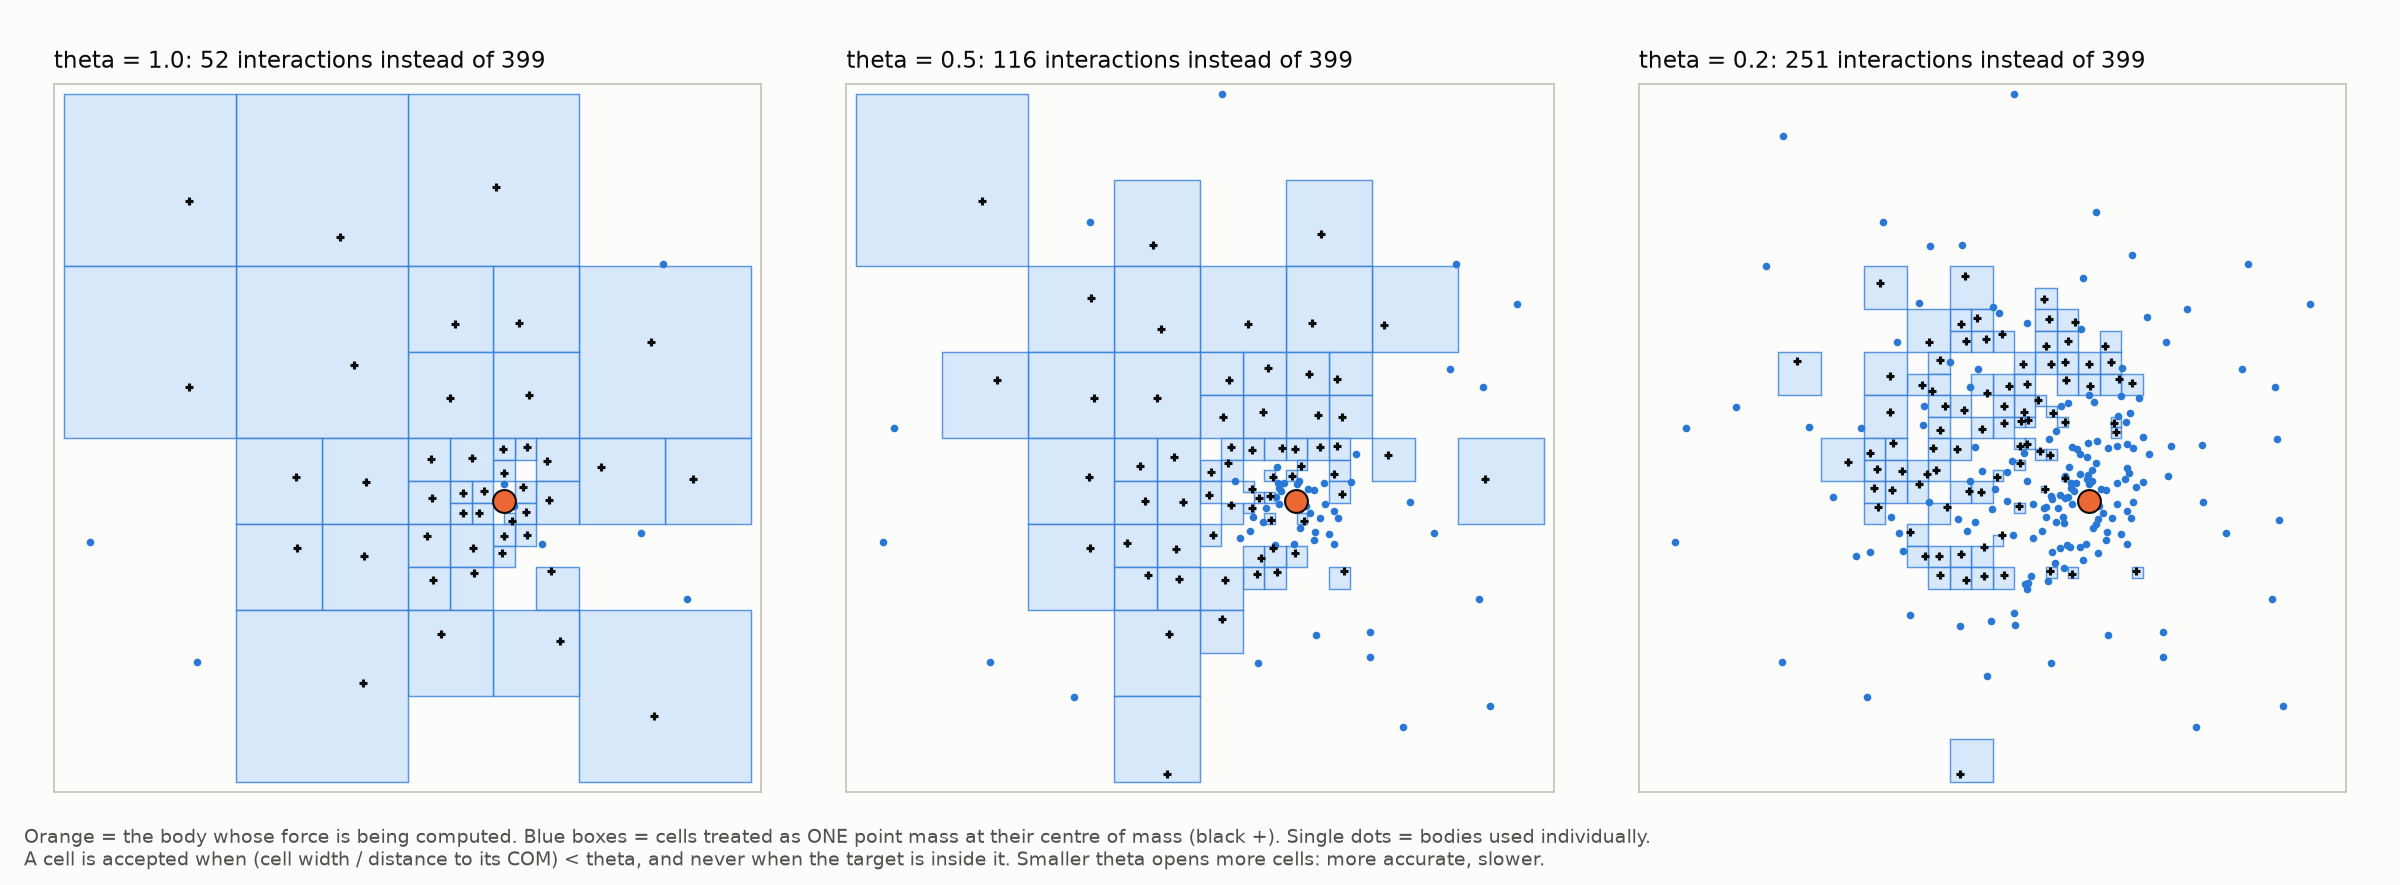 theta = 1.0: 52 interactions instead of 399
theta = 0.5: 116 interactions instead of 399
theta = 0.2: 251 interactions instead of 399
Orange = the body whose force is being computed. Blue boxes = cells treated as ONE point mass at their centre of mass (black +). Single dots = bodies used individually.
A cell is accepted when (cell width / distance to its COM) < theta, and never when the target is inside it. Smaller theta opens more cells: more accurate, slower.